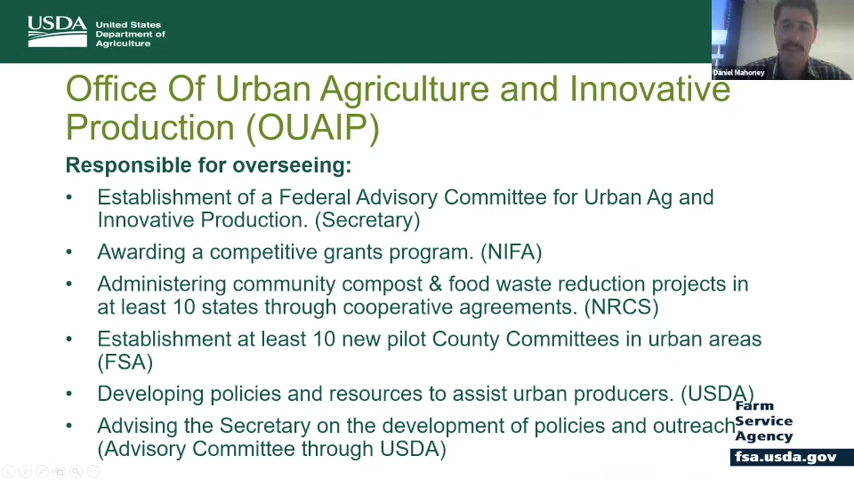 USDA
United States
Department of
Agriculture
Daniel Mahoney
Office Of Urban Agriculture and Innovative
Production (OUAIP)
Responsible for overseeing:
• Establishment of a Federal Advisory Committee for Urban Ag and
Innovative Production. (Secretary)
• Awarding a competitive grants program. (NIFA)
• Administering community compost & food waste reduction projects in
at least 10 states through cooperative agreements. (NRCS)
• Establishment at least 10 new pilot County Committees in urban areas
(FSA)
• Developing policies and resources to assist urban producers. (USDA)
• Advising the Secretary on the development of policies and outreach.
(Advisory Committee through USDA)
Farm
Service
Agency
fsa.usda.gov